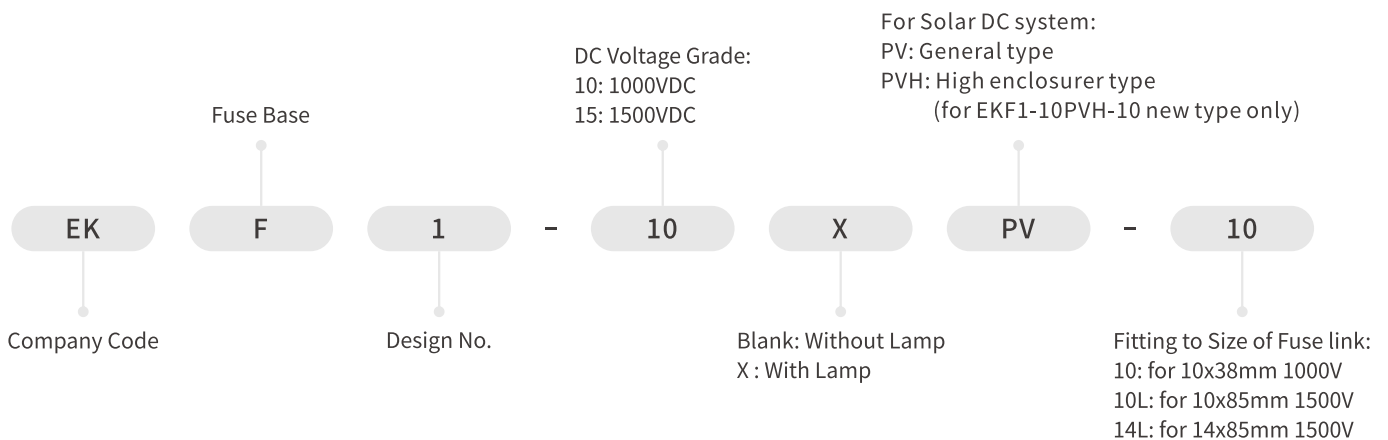 For Solar DC system:
PV: General type
PVH: High enclosurer type
(for EKF1-10PVH-10 new type only)
DC Voltage Grade:
10: 1000VDC
15: 1500VDC
Fuse Base
EK F 1 - 10 X PV - 10
Company Code
Design No.
Blank: Without Lamp
X : With Lamp
Fitting to Size of Fuse link:
10: for 10x38mm 1000V
10L: for 10x85mm 1500V
14L: for 14x85mm 1500V